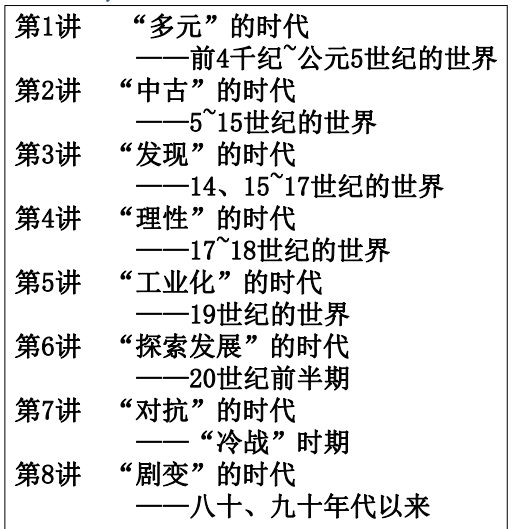 第1讲 “多元”的时代
——前4千纪~公元5世纪的世界
第2讲 “中古”的时代
——5~15世纪的世界
第3讲 “发现”的时代
——14、15~17世纪的世界
第4讲 “理性”的时代
——17~18世纪的世界
第5讲 “工业化”的时代
——19世纪的世界
第6讲 “探索发展”的时代
——20世纪前半期
第7讲 “对抗”的时代
——“冷战”时期
第8讲 “剧变”的时代
——八十、九十年代以来